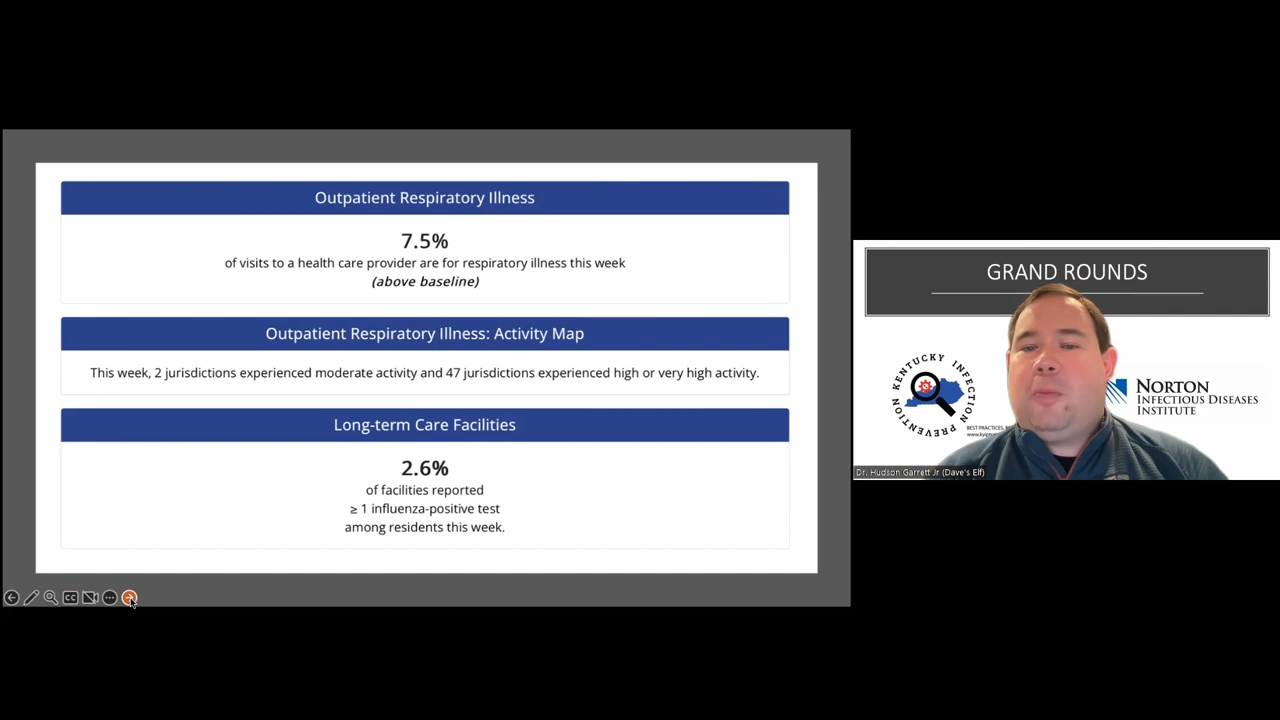 Outpatient Respiratory Illness
7.5%
of visits to a health care provider are for respiratory illness this week
(above baseline)
Outpatient Respiratory Illness: Activity Map
This week, 2 jurisdictions experienced moderate activity and 47 jurisdictions experienced high or very high activity.
Long-term Care Facilities
2.6%
of facilities reported
≥ 1 influenza-positive test
among residents this week.
CC
GRAND ROUNDS
KENTUCKY INFECTION PREVENTION
BEST PRACTICES.
NORTON
INFECTIOUS DISEASES
INSTITUTE
Dr. Hudson Garrett Jr (Dave's Elf)